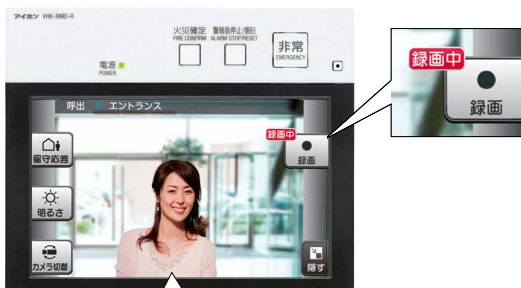 アイホン VHK-RMD-R
火災確定 警報音停止/復旧
FIRE CONFIRM ALARM STOP/RESET
非常
EMERGENCY
電源
POWER
呼出 エントランス
録画中
録画
留守応答
明るさ
カメラ切替
隠す
録画中
録画